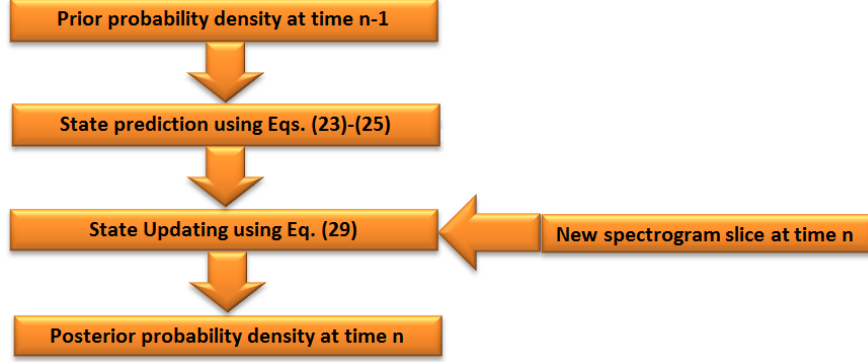 Prior probability density at time n-1
State prediction using Eqs. (23)-(25)
State Updating using Eq. (29)
New spectrogram slice at time n
Posterior probability density at time n